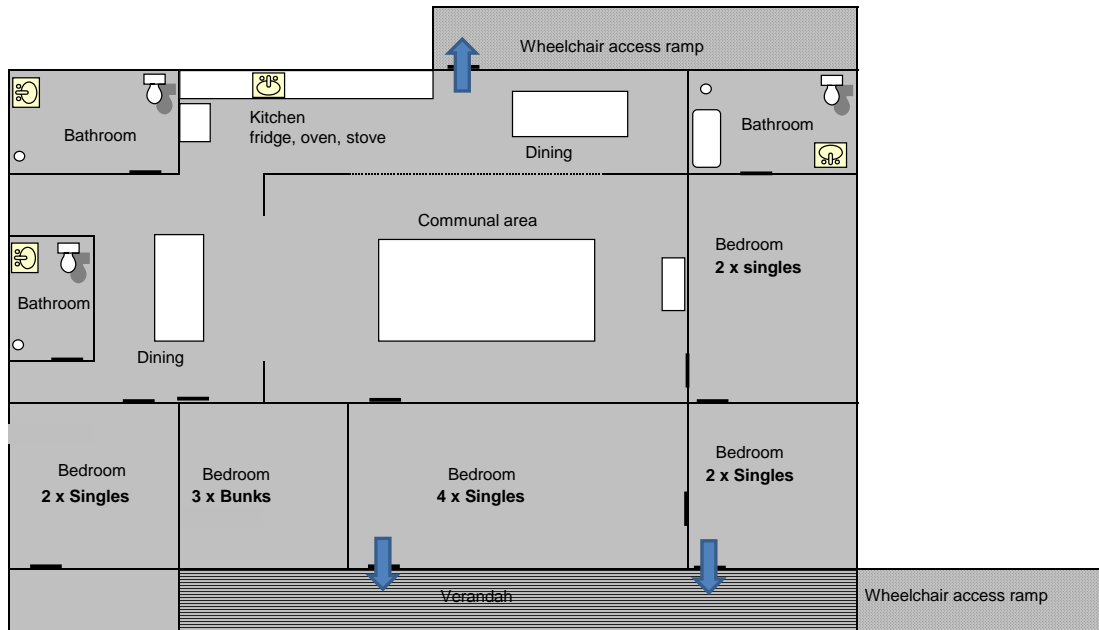 Wheelchair access ramp
Kitchen
fridge, oven, stove
Bathroom
Dining
Bathroom
Communal area
Bedroom
2 x singles
Bathroom
Dining
Bedroom
2 x Singles
Bedroom
3 x Bunks
Bedroom
4 x Singles
Bedroom
2 x Singles
Verandah
Wheelchair access ramp